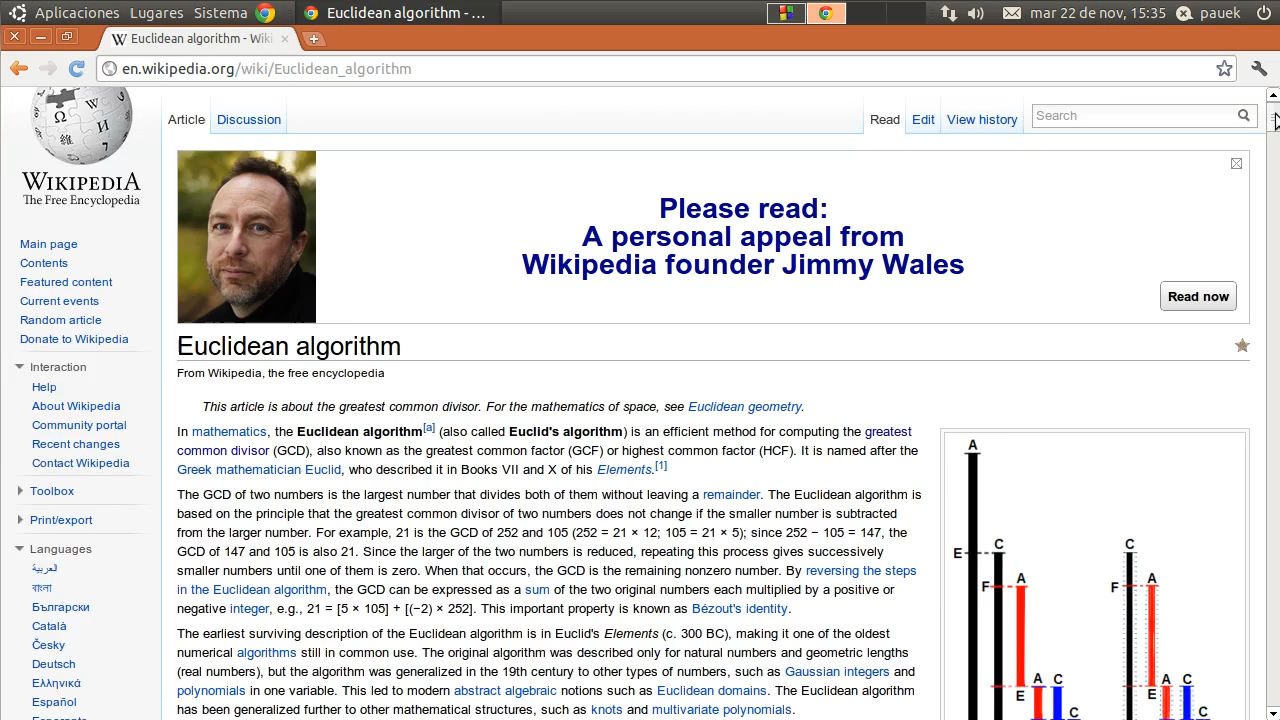 Aplicaciones Lugares Sistema Euclidean algorithm - ... mar 22 de nov, 15:35 pauek
Euclidean algorithm - Wiki
en.wikipedia.org/wiki/Euclidean_algorithm
Article Discussion Read Edit View history Search
Ω W И 維 7
WIKIPEDIA
The Free Encyclopedia
Please read:
A personal appeal from
Wikipedia founder Jimmy Wales
Read now
Main page
Contents
Featured content
Current events
Random article
Donate to Wikipedia
Interaction
Help
About Wikipedia
Community portal
Recent changes
Contact Wikipedia
Toolbox
Print/export
Languages
العربية
বাংলা
Български
Català
Česky
Deutsch
Ελληνικά
Español
Euclidean algorithm
From Wikipedia, the free encyclopedia
This article is about the greatest common divisor. For the mathematics of space, see Euclidean geometry.
In mathematics, the Euclidean algorithm[a] (also called Euclid's algorithm) is an efficient method for computing the greatest
common divisor (GCD), also known as the greatest common factor (GCF) or highest common factor (HCF). It is named after the
Greek mathematician Euclid, who described it in Books VII and X of his Elements.[1]
The GCD of two numbers is the largest number that divides both of them without leaving a remainder. The Euclidean algorithm is
based on the principle that the greatest common divisor of two numbers does not change if the smaller number is subtracted
from the larger number. For example, 21 is the GCD of 252 and 105 (252 = 21 × 12; 105 = 21 × 5); since 252 − 105 = 147, the
GCD of 147 and 105 is also 21. Since the larger of the two numbers is reduced, repeating this process gives successively
smaller numbers until one of them is zero. When that occurs, the GCD is the remaining nonzero number. By reversing the steps
in the Euclidean algorithm, the GCD can be expressed as a sum of the two original numbers each multiplied by a positive or
negative integer, e.g., 21 = [5 × 105] + [(−2) × 252]. This important property is known as Bézout's identity.
The earliest surviving description of the Euclidean algorithm is in Euclid's Elements (c. 300 BC), making it one of the oldest
numerical algorithms still in common use. The original algorithm was described only for natural numbers and geometric lengths
(real numbers), but the algorithm was generalized in the 19th century to other types of numbers, such as Gaussian integers and
polynomials in one variable. This led to modern abstract algebraic notions such as Euclidean domains. The Euclidean algorithm
has been generalized further to other mathematical structures, such as knots and multivariate polynomials.
A
E C C
F A F A
E A C E A C
C C